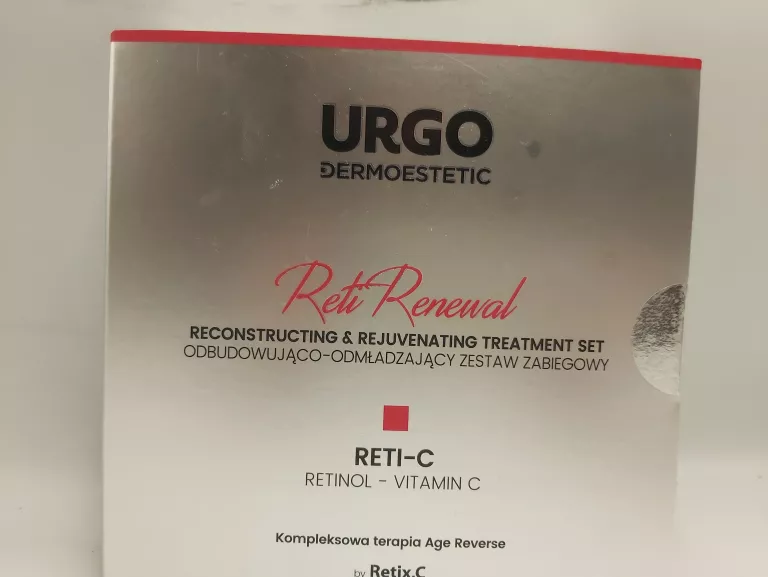 URGO
DERMOESTETIC
Reti Renewal
RECONSTRUCTING & REJUVENATING TREATMENT SET
ODBUDOWUJĄCO-ODMŁADZAJĄCY ZESTAW ZABIEGOWY
RETI-C
RETINOL - VITAMIN C
Kompleksowa terapia Age Reverse
by Retix.C